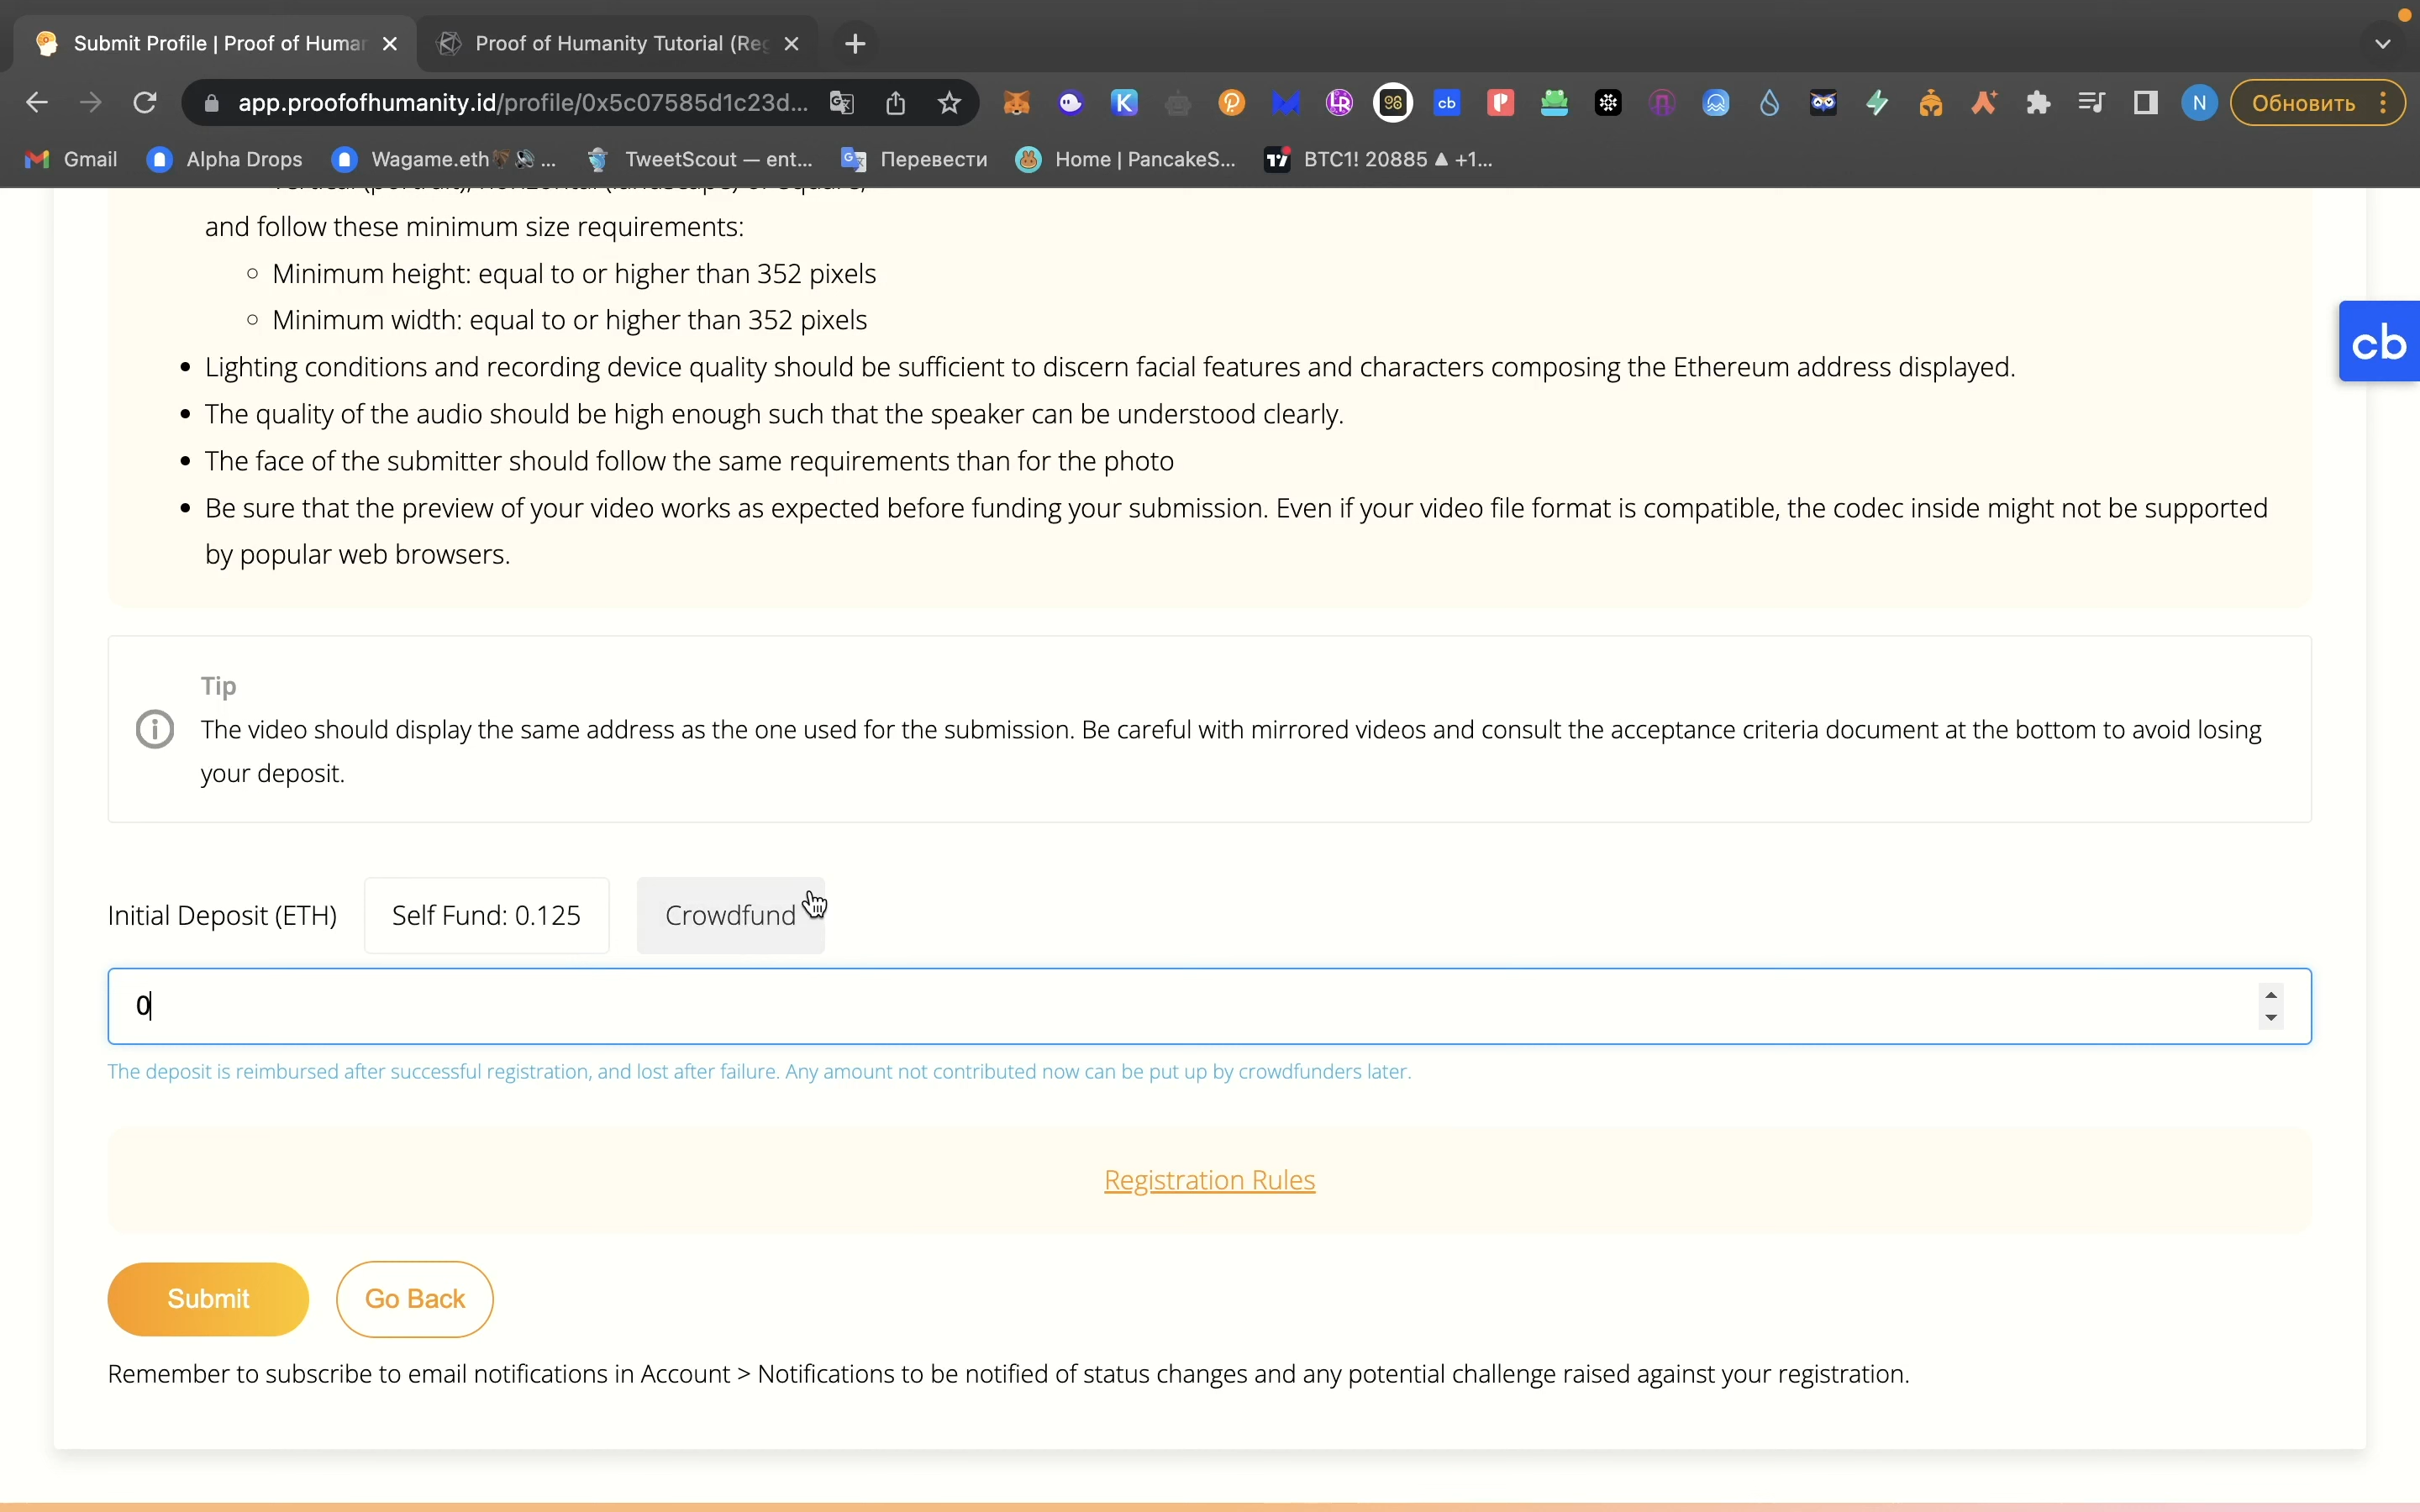 Submit Profile | Proof of Humar
Proof of Humanity Tutorial (Reg
app.proofofhumanity.id/profile/0x5c07585d1c23d...
Обновить
Gmail
Alpha Drops
Wagame.eth ...
TweetScout — ent...
Перевести
Home | PancakeS...
BTC1! 20885 ▲ +1...
vertical (portrait), horizontal (landscape) or square,
and follow these minimum size requirements:
Minimum height: equal to or higher than 352 pixels
Minimum width: equal to or higher than 352 pixels
Lighting conditions and recording device quality should be sufficient to discern facial features and characters composing the Ethereum address displayed.
The quality of the audio should be high enough such that the speaker can be understood clearly.
The face of the submitter should follow the same requirements than for the photo
Be sure that the preview of your video works as expected before funding your submission. Even if your video file format is compatible, the codec inside might not be supported
by popular web browsers.
cb
Tip
The video should display the same address as the one used for the submission. Be careful with mirrored videos and consult the acceptance criteria document at the bottom to avoid losing
your deposit.
Initial Deposit (ETH)
Self Fund: 0.125
Crowdfund
0
The deposit is reimbursed after successful registration, and lost after failure. Any amount not contributed now can be put up by crowdfunders later.
Registration Rules
Submit
Go Back
Remember to subscribe to email notifications in Account > Notifications to be notified of status changes and any potential challenge raised against your registration.